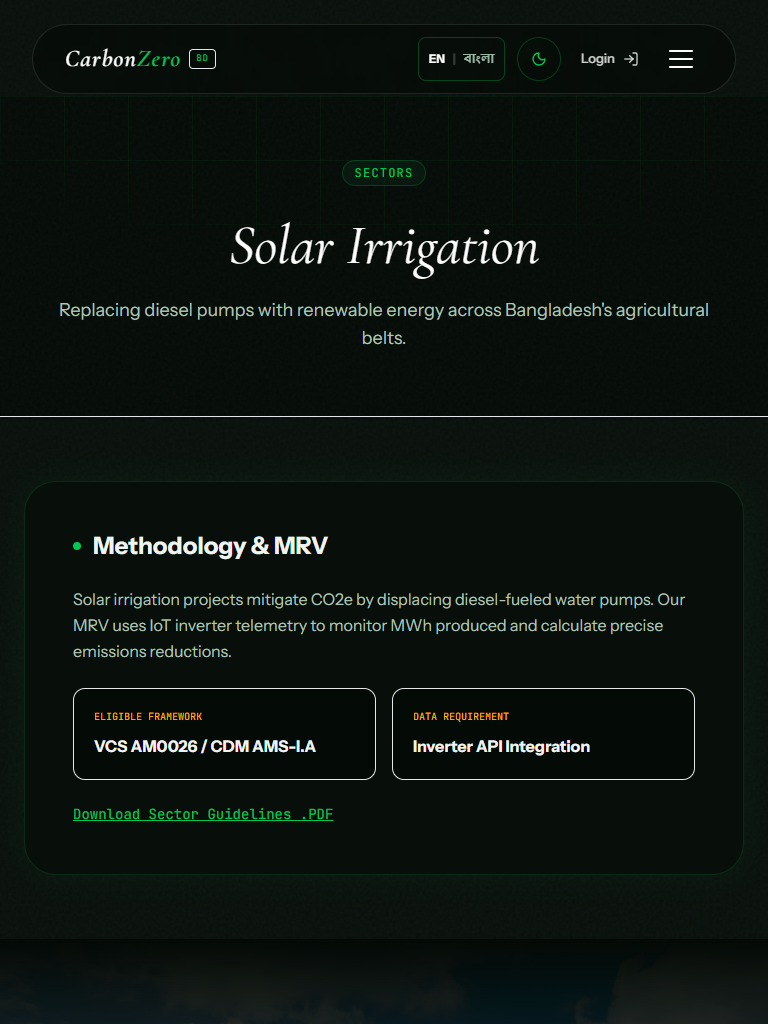 CarbonZero BD
EN | বাংলা
Login
SECTORS
Solar Irrigation
Replacing diesel pumps with renewable energy across Bangladesh's agricultural
belts.
Methodology & MRV
Solar irrigation projects mitigate CO2e by displacing diesel-fueled water pumps. Our
MRV uses IoT inverter telemetry to monitor MWh produced and calculate precise
emissions reductions.
ELIGIBLE FRAMEWORK
VCS AM0026 / CDM AMS-I.A
DATA REQUIREMENT
Inverter API Integration
Download Sector Guidelines .PDF